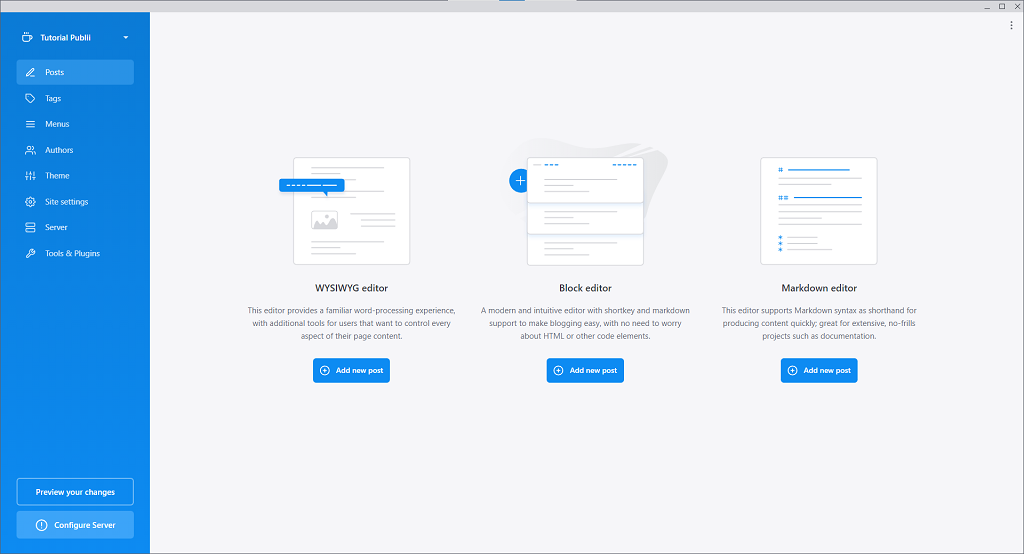 Tutorial Publii
Posts
Tags
Menus
Authors
Theme
Site settings
Server
Tools & Plugins
Preview your changes
Configure Server
WYSIWYG editor
This editor provides a familiar word-processing experience,
with additional tools for users that want to control every
aspect of their page content.
Add new post
Block editor
A modern and intuitive editor with shortkey and markdown
support to make blogging easy, with no need to worry
about HTML or other code elements.
Add new post
Markdown editor
This editor supports Markdown syntax as shorthand for
producing content quickly; great for extensive, no-frills
projects such as documentation.
Add new post